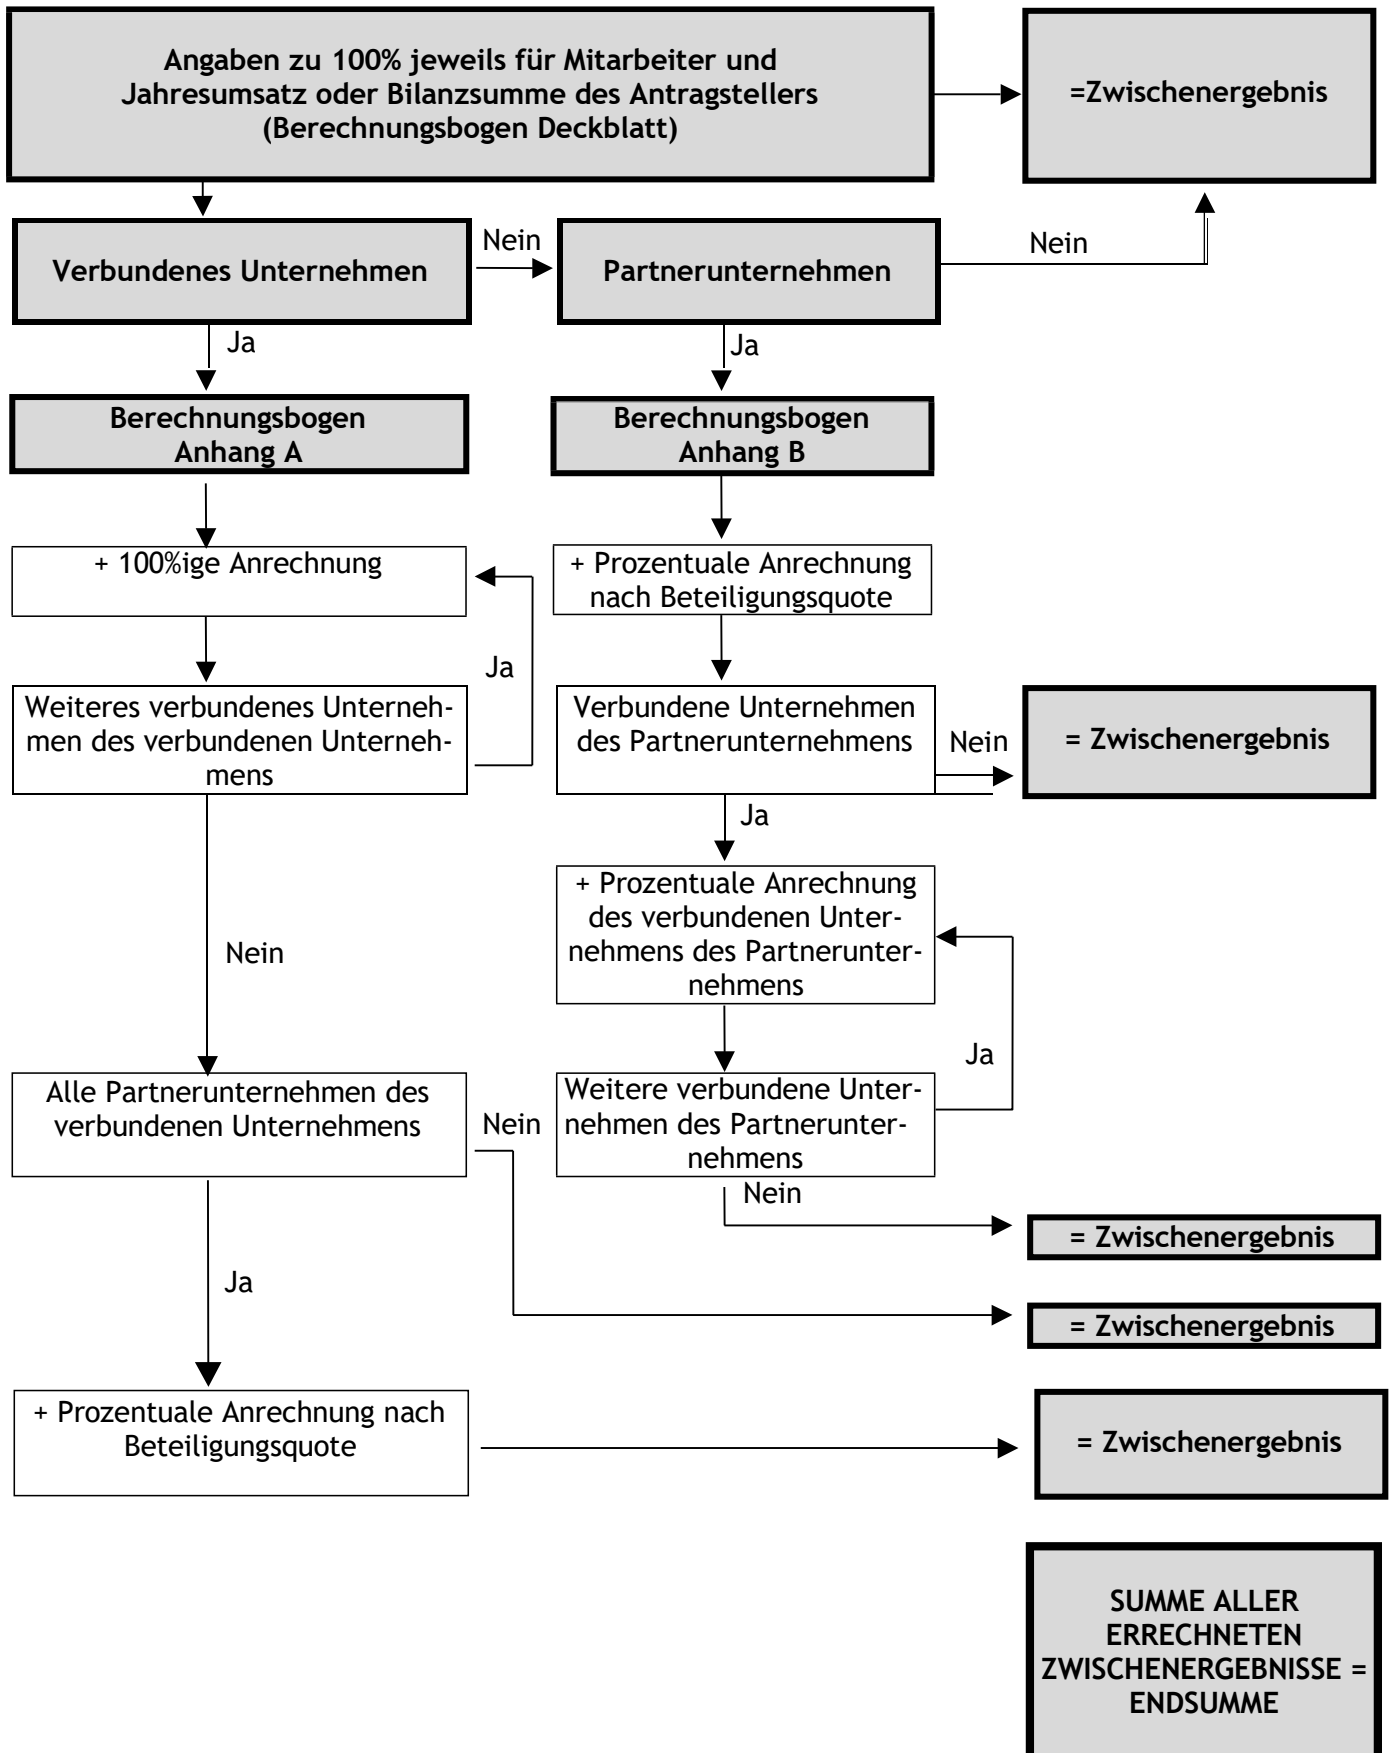 Angaben zu 100% jeweils für Mitarbeiter und
Jahresumsatz oder Bilanzsumme des Antragstellers
(Berechnungsbogen Deckblatt)
=Zwischenergebnis
Verbundenes Unternehmen
Nein
Partnerunternehmen
Nein
Ja
Ja
Berechnungsbogen
Anhang A
Berechnungsbogen
Anhang B
+ 100%ige Anrechnung
+ Prozentuale Anrechnung
nach Beteiligungsquote
Ja
Weiteres verbundenes Unterneh-
men des verbundenen Unterneh-
mens
Verbundene Unternehmen
des Partnerunternehmens
Nein
= Zwischenergebnis
Ja
+ Prozentuale Anrechnung
des verbundenen Unter-
nehmens des Partnerunter-
nehmens
Nein
Ja
Alle Partnerunternehmen des
verbundenen Unternehmens
Nein
Weitere verbundene Unter-
nehmen des Partnerunter-
nehmens
Nein
= Zwischenergebnis
Ja
= Zwischenergebnis
+ Prozentuale Anrechnung nach
Beteiligungsquote
= Zwischenergebnis
SUMME ALLER
ERRECHNETEN
ZWISCHENERGEBNISSE =
ENDSUMME